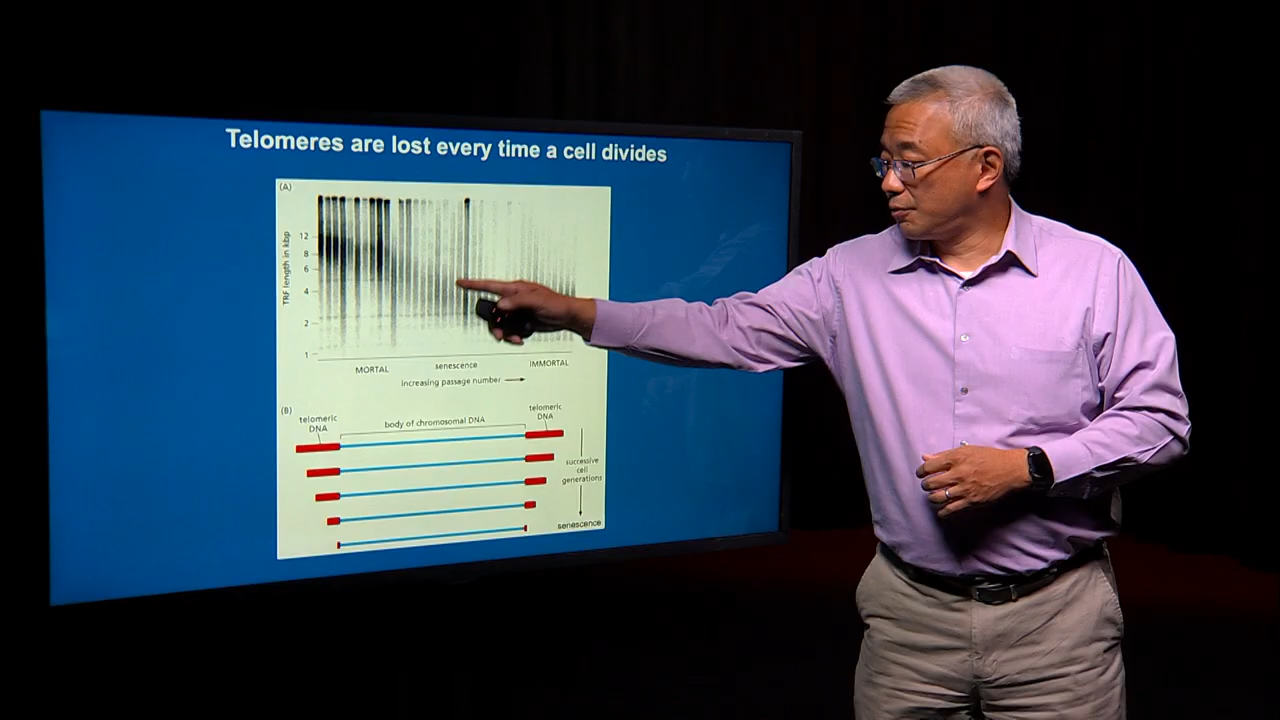 Telomeres are lost every time a cell divides
(A)
TRF length in kbp
12
8
6
4
2
1
MORTAL senescence IMMORTAL
increasing passage number
(B)
telomeric
DNA
body of chromosomal DNA
telomeric
DNA
successive
cell
generations
senescence